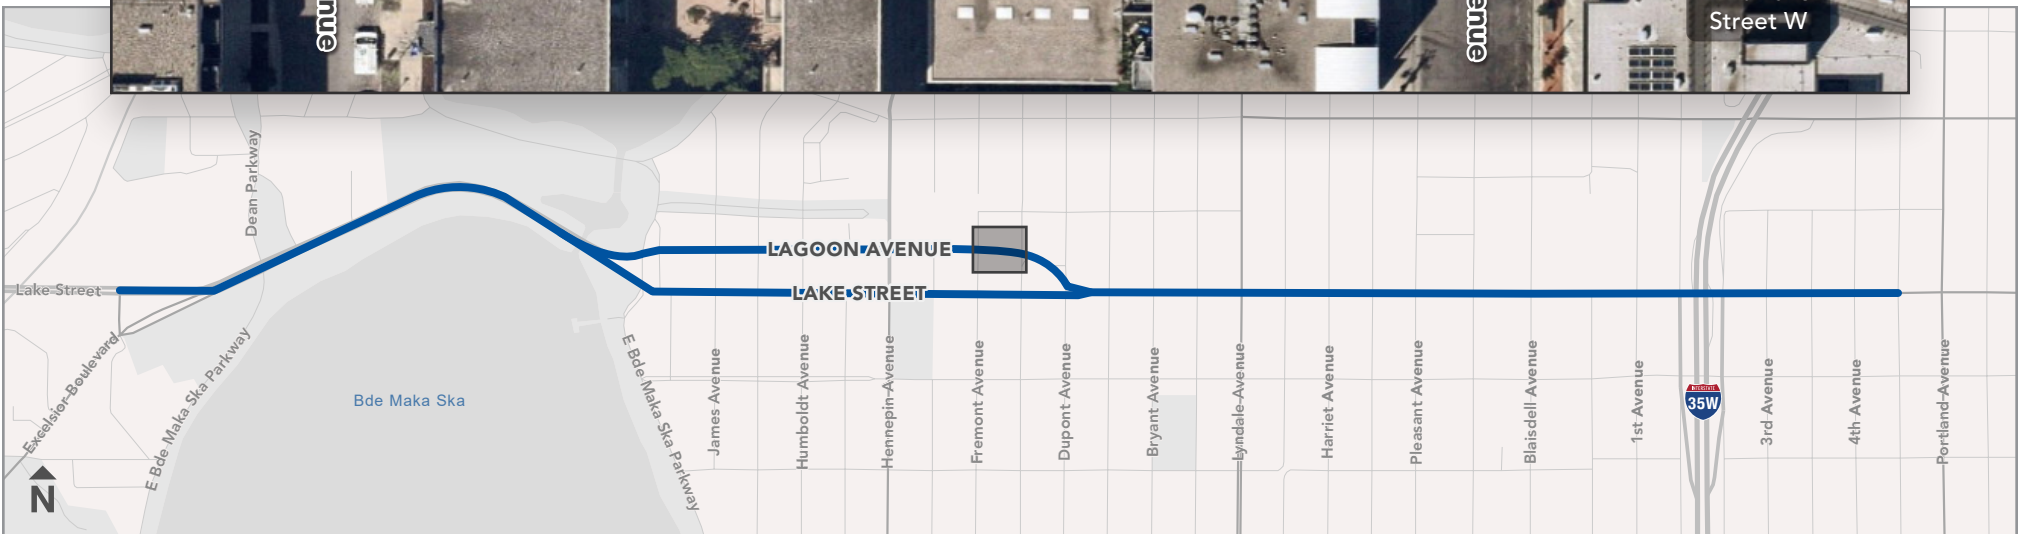 Street W
Dean Parkway
LAGOON AVENUE
Lake Street
LAKE STREET
Excelsior Boulevard
E Bde Maka Ska Parkway
Bde Maka Ska
E Bde Maka Ska Parkway
James Avenue
Humboldt Avenue
Hennepin Avenue
Fremont Avenue
Dupont Avenue
Bryant Avenue
Lyndale Avenue
Harriet Avenue
Pleasant Avenue
Blaisdell Avenue
1st Avenue
INTERSTATE
35W
3rd Avenue
4th Avenue
Portland Avenue
N